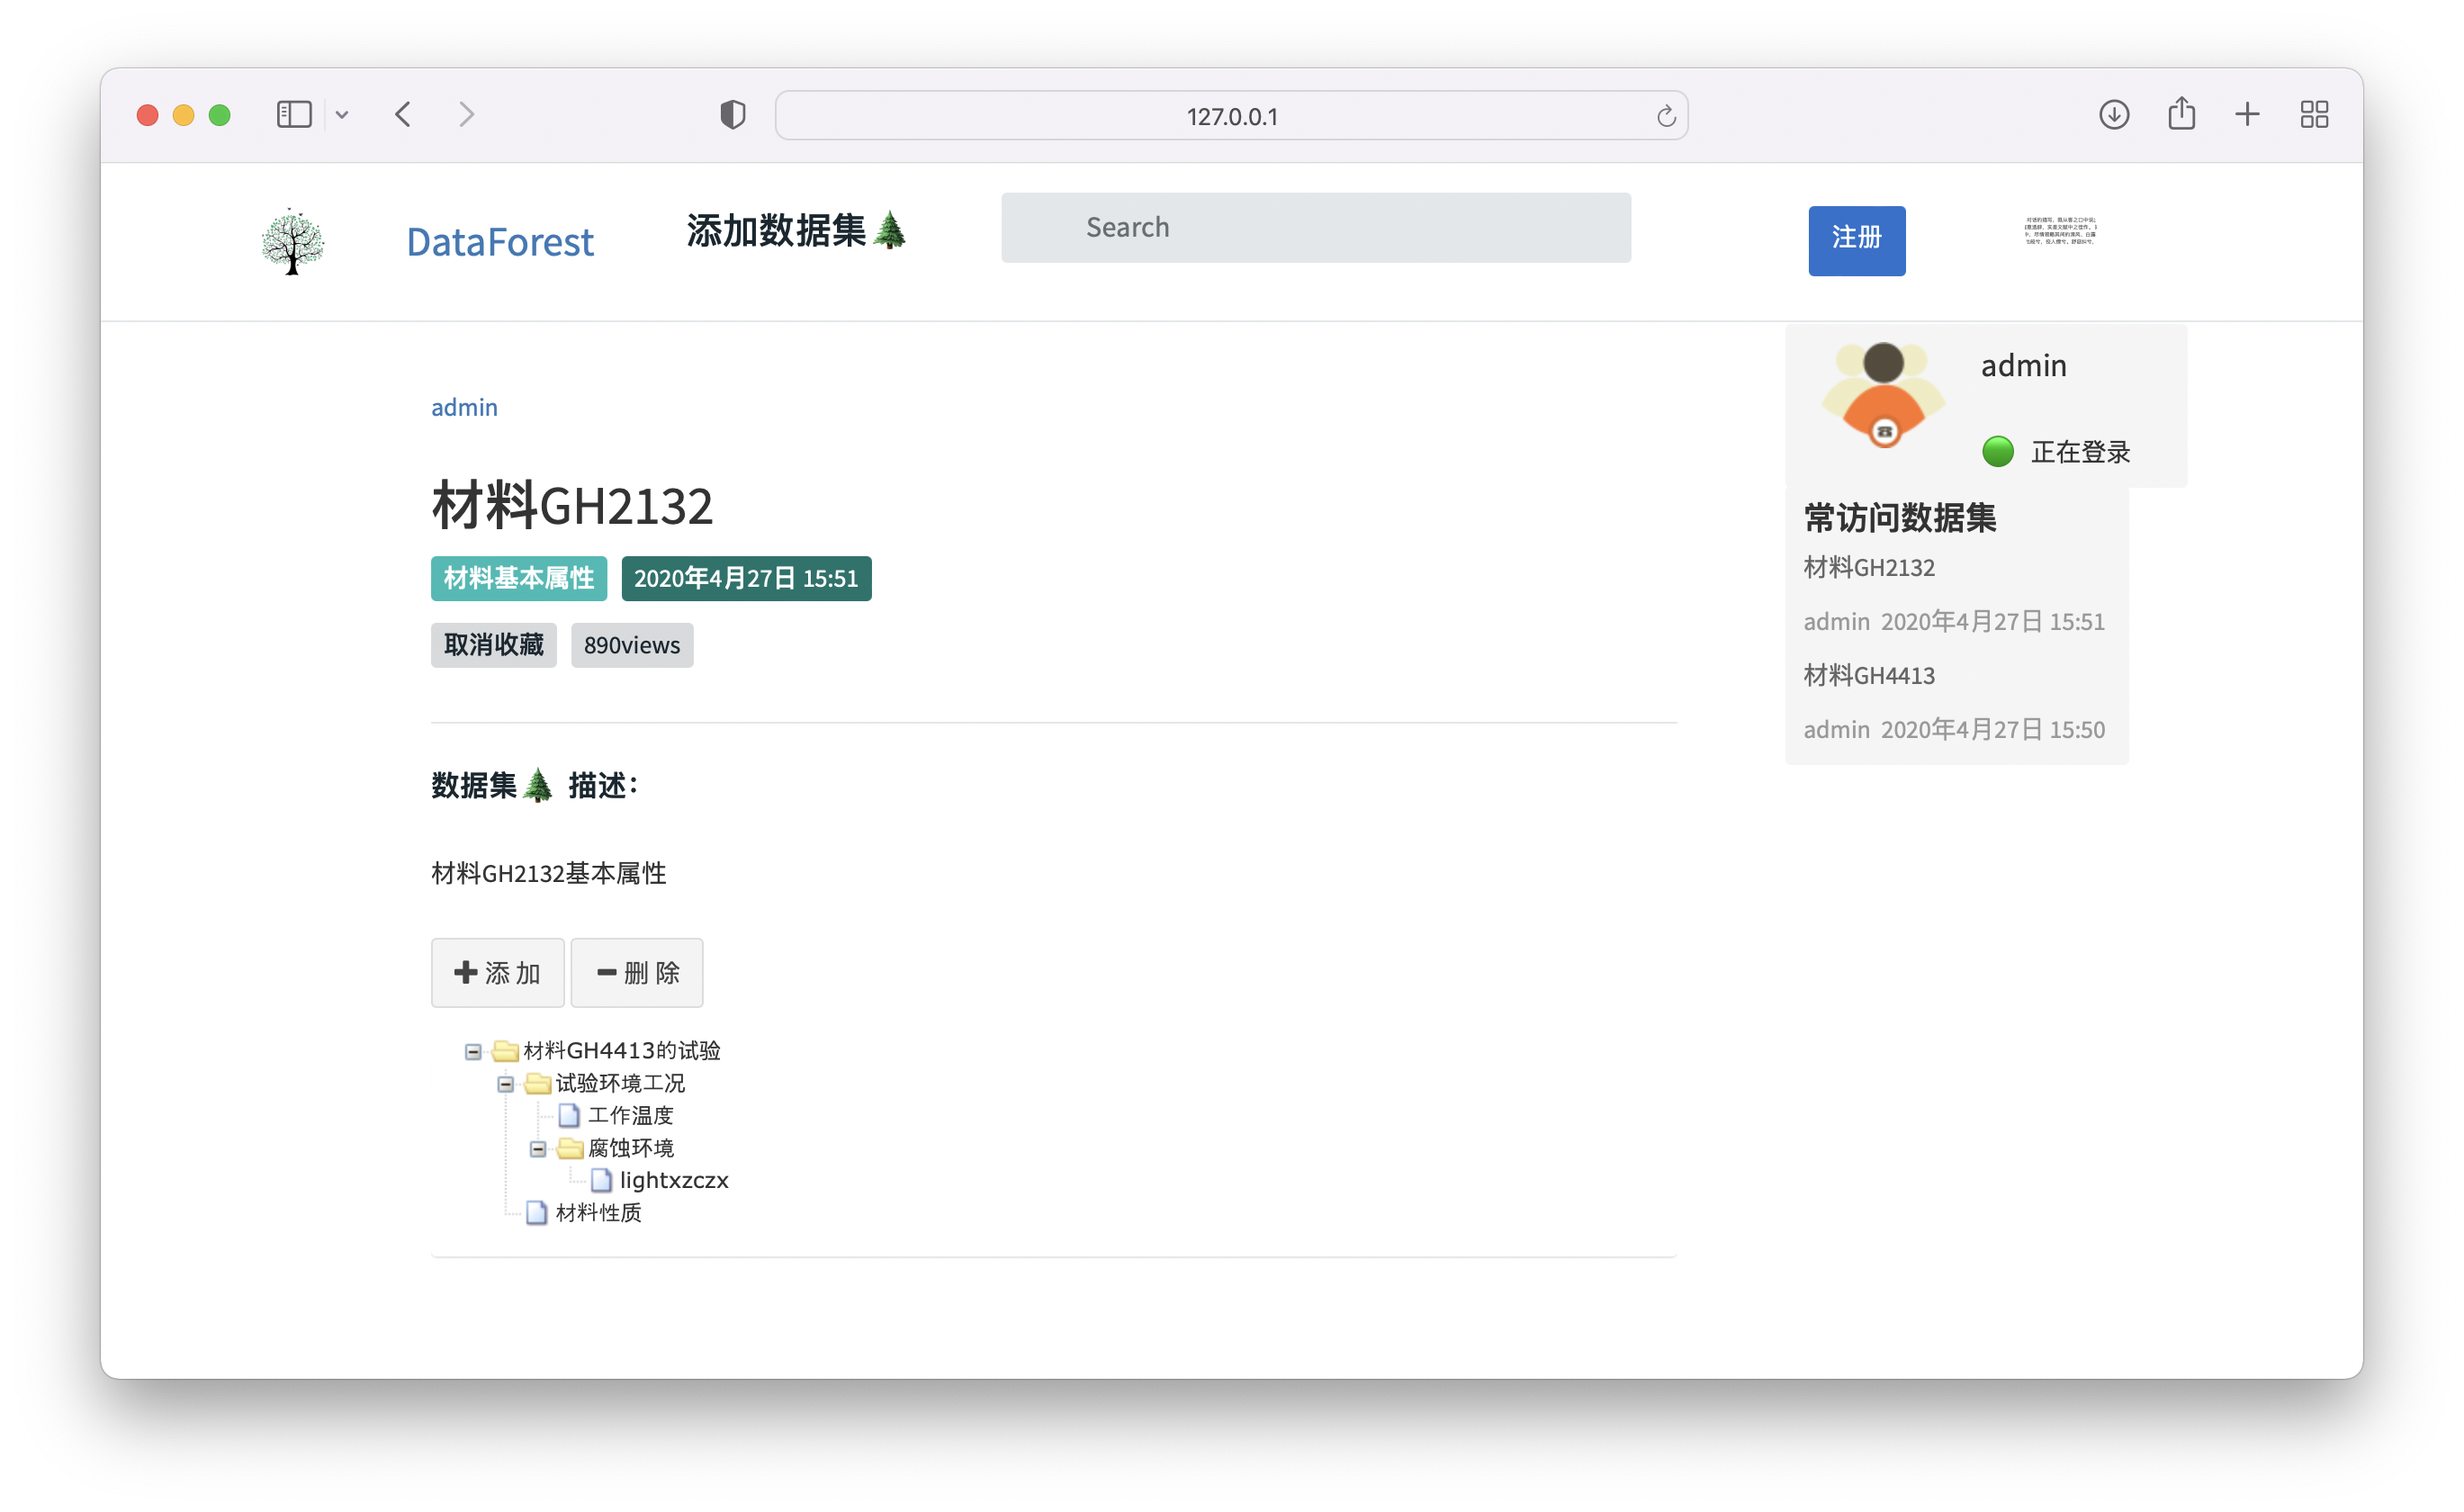 127.0.0.1
DataForest
添加数据集🌲
Search
注册
admin
材料GH2132
材料基本属性 2020年4月27日 15:51
取消收藏 890views
数据集🌲 描述：
材料GH2132基本属性
添加 删除
材料GH4413的试验
试验环境工况
工作温度
腐蚀环境
lightxzczx
材料性质
admin
正在登录
常访问数据集
材料GH2132
admin 2020年4月27日 15:51
材料GH4413
admin 2020年4月27日 15:50